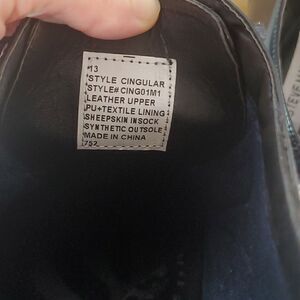 13
STYLE CINGULAR
STYLE# CING01M1
LEATHER UPPER
PU+TEXTILE LINING
SHEEPSKIN INSOCK
SYNTHETIC OUTSOLE
MADE IN CHINA
752